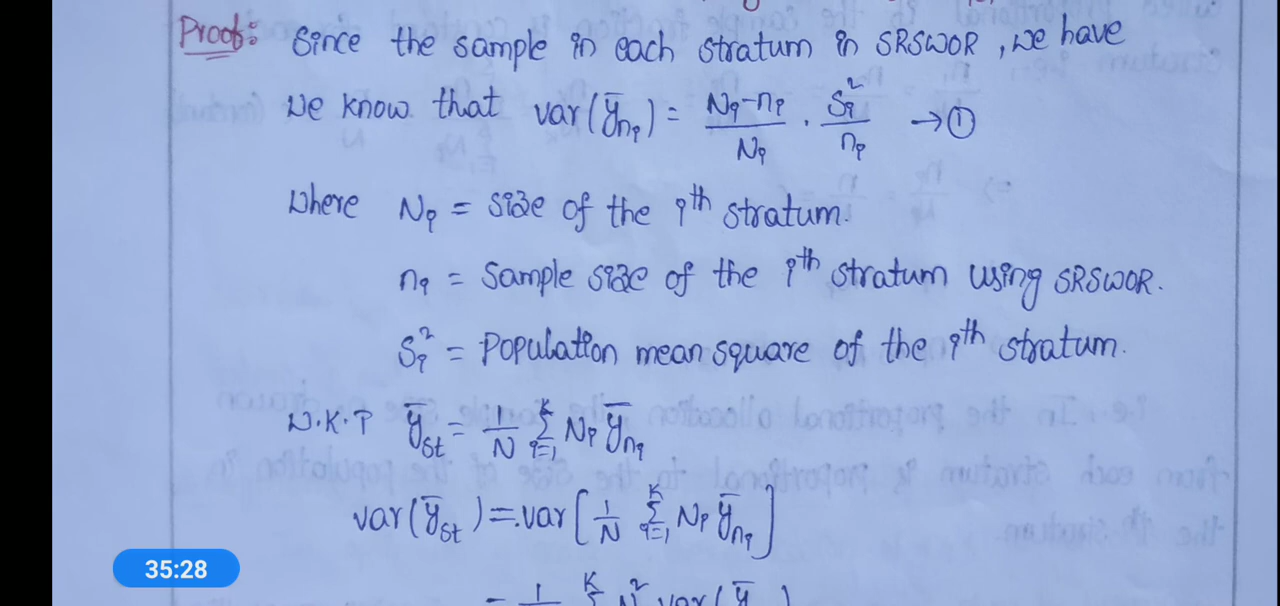 Proof: Since the sample in each stratum in SRSWOR, we have
We know that var(ȳₙᵢ) = (Nᵢ-nᵢ)/Nᵢ . Sᵢ²/nᵢ → ①
Where Nᵢ = size of the iᵗʰ stratum.
nᵢ = Sample size of the iᵗʰ stratum using SRSWOR.
Sᵢ² = Population mean square of the iᵗʰ stratum.
W.K.T ȳst = 1/N Σᵢ₌₁ᴷ Nᵢ ȳₙᵢ
var(ȳst) = var[1/N Σᵢ₌₁ᴷ Nᵢ ȳₙᵢ]
35:28